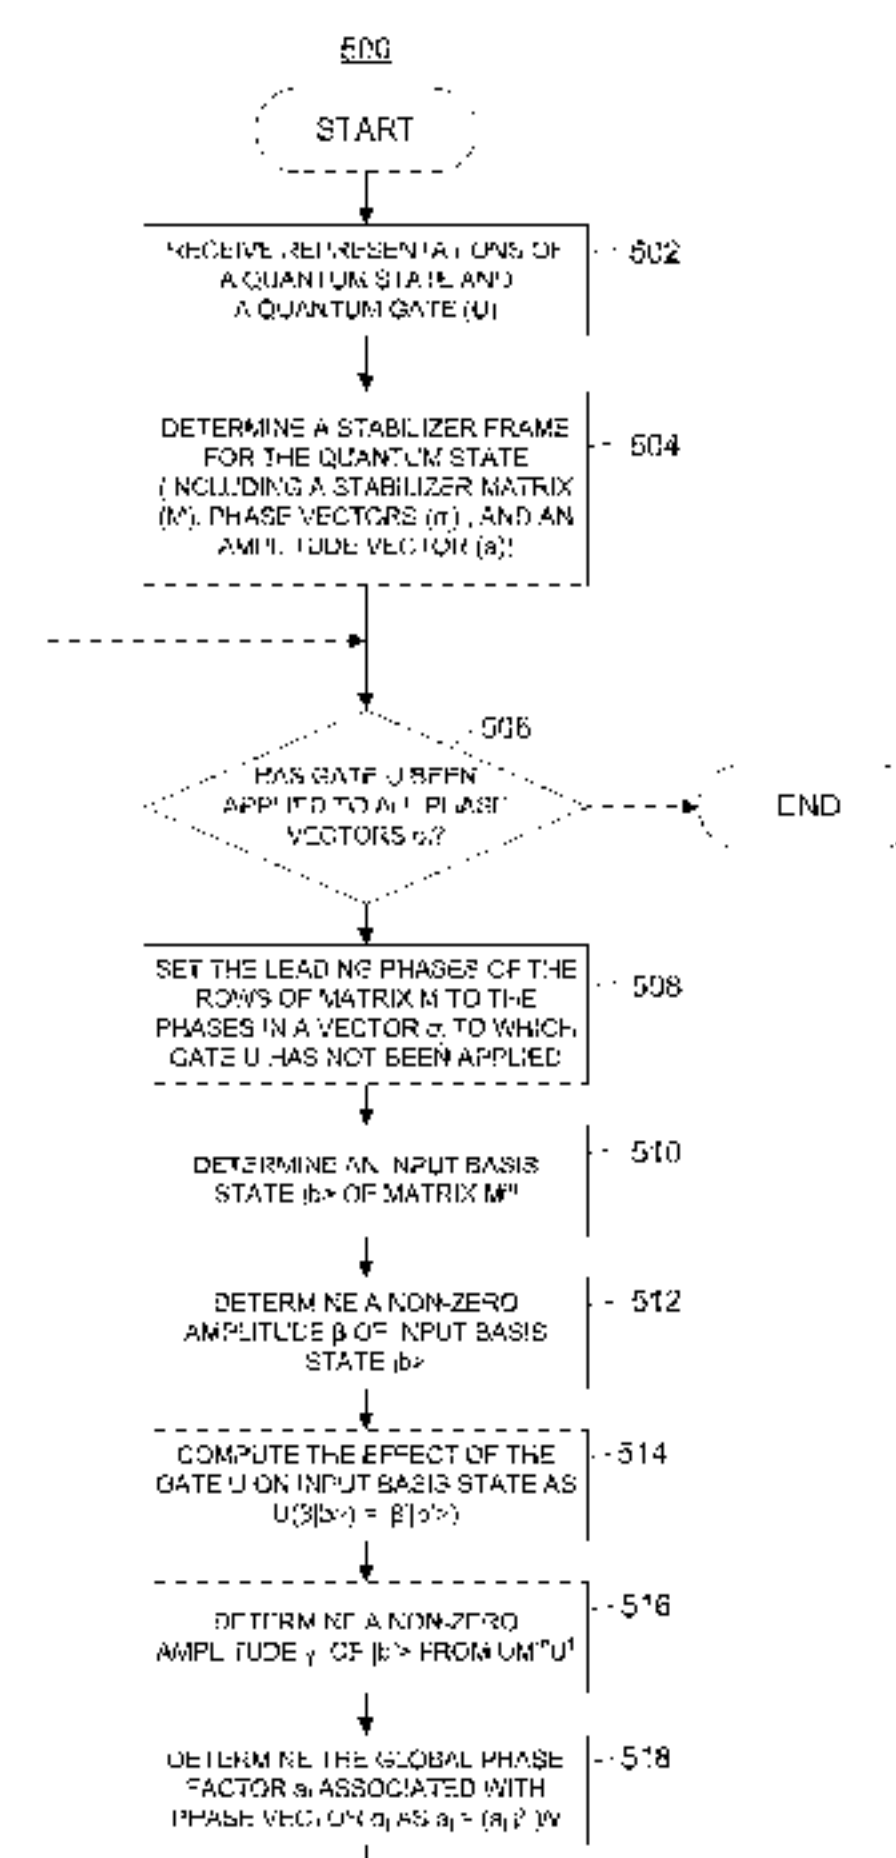 500
START
RECEIVE REPRESENTATIONS OF
A QUANTUM STATE AND
A QUANTUM GATE (U)
502
DETERMINE A STABILIZER FRAME
FOR THE QUANTUM STATE
(INCLUDING A STABILIZER MATRIX
(M), PHASE VECTORS (σ), AND AN
AMPLITUDE VECTOR (a))
504
506
HAS GATE U BEEN
APPLIED TO ALL PHASE
VECTORS σ?
END
SET THE LEADING PHASES OF THE
ROWS OF MATRIX M TO THE
PHASES IN A VECTOR σ TO WHICH
GATE U HAS NOT BEEN APPLIED
508
DETERMINE AN INPUT BASIS
STATE |b> OF MATRIX
510
DETERMINE A NON-ZERO
AMPLITUDE β OF INPUT BASIS
STATE |b>
512
COMPUTE THE EFFECT OF THE
GATE U ON INPUT BASIS STATE AS
514
DETERMINE A NON-ZERO
AMPLITUDE OF |b'> FROM
516
DETERMINE THE GLOBAL PHASE
FACTOR ASSOCIATED WITH
PHASE VECTOR AS
518